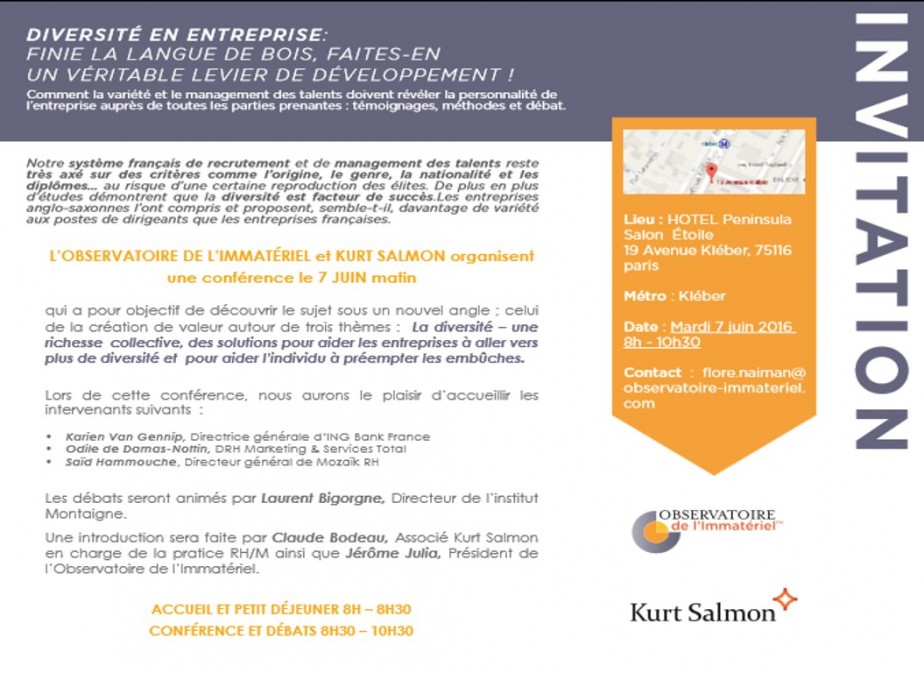 DIVERSITÉ EN ENTREPRISE:
FINIE LA LANGUE DE BOIS, FAITES-EN
UN VÉRITABLE LEVIER DE DÉVELOPPEMENT !
Comment la variété et le management des talents doivent révéler la personnalité de
l'entreprise auprès de toutes les parties prenantes : témoignages, méthodes et débat.
INVITATION
Notre système français de recrutement et de management des talents reste
très axé sur des critères comme l'origine, le genre, la nationalité et les
diplômes... au risque d'une certaine reproduction des élites. De plus en plus
d'études démontrent que la diversité est facteur de succès.Les entreprises
anglo-saxonnes l'ont compris et proposent, semble-t-il, davantage de variété
aux postes de dirigeants que les entreprises françaises.
L'OBSERVATOIRE DE L'IMMATÉRIEL et KURT SALMON organisent
une conférence le 7 JUIN matin
qui a pour objectif de découvrir le sujet sous un nouvel angle ; celui
de la création de valeur autour de trois thèmes : La diversité – une
richesse collective, des solutions pour aider les entreprises à aller vers
plus de diversité et pour aider l'individu à préempter les embûches.
Lors de cette conférence, nous aurons le plaisir d'accueillir les
intervenants suivants :
• Karien Van Gennip, Directrice générale d'ING Bank France
• Odile de Damas-Nottin, DRH Marketing & Services Total
• Saïd Hammouche, Directeur général de Mozaïk RH
Les débats seront animés par Laurent Bigorgne, Directeur de l'institut
Montaigne.
Une introduction sera faite par Claude Bodeau, Associé Kurt Salmon
en charge de la pratice RH/M ainsi que Jérôme Julia, Président de
l'Observatoire de l'Immatériel.
ACCUEIL ET PETIT DÉJEUNER 8H – 8H30
CONFÉRENCE ET DÉBATS 8H30 – 10H30
Kléber
19 Avenue Kléber
Lieu : HOTEL Peninsula
Salon Étoile
19 Avenue Kléber, 75116
paris
Métro : Kléber
Date : Mardi 7 juin 2016
8h - 10h30
Contact : flore.naiman@
observatoire-immateriel.
com
OBSERVATOIRE
de l'Immatériel™
Kurt Salmon